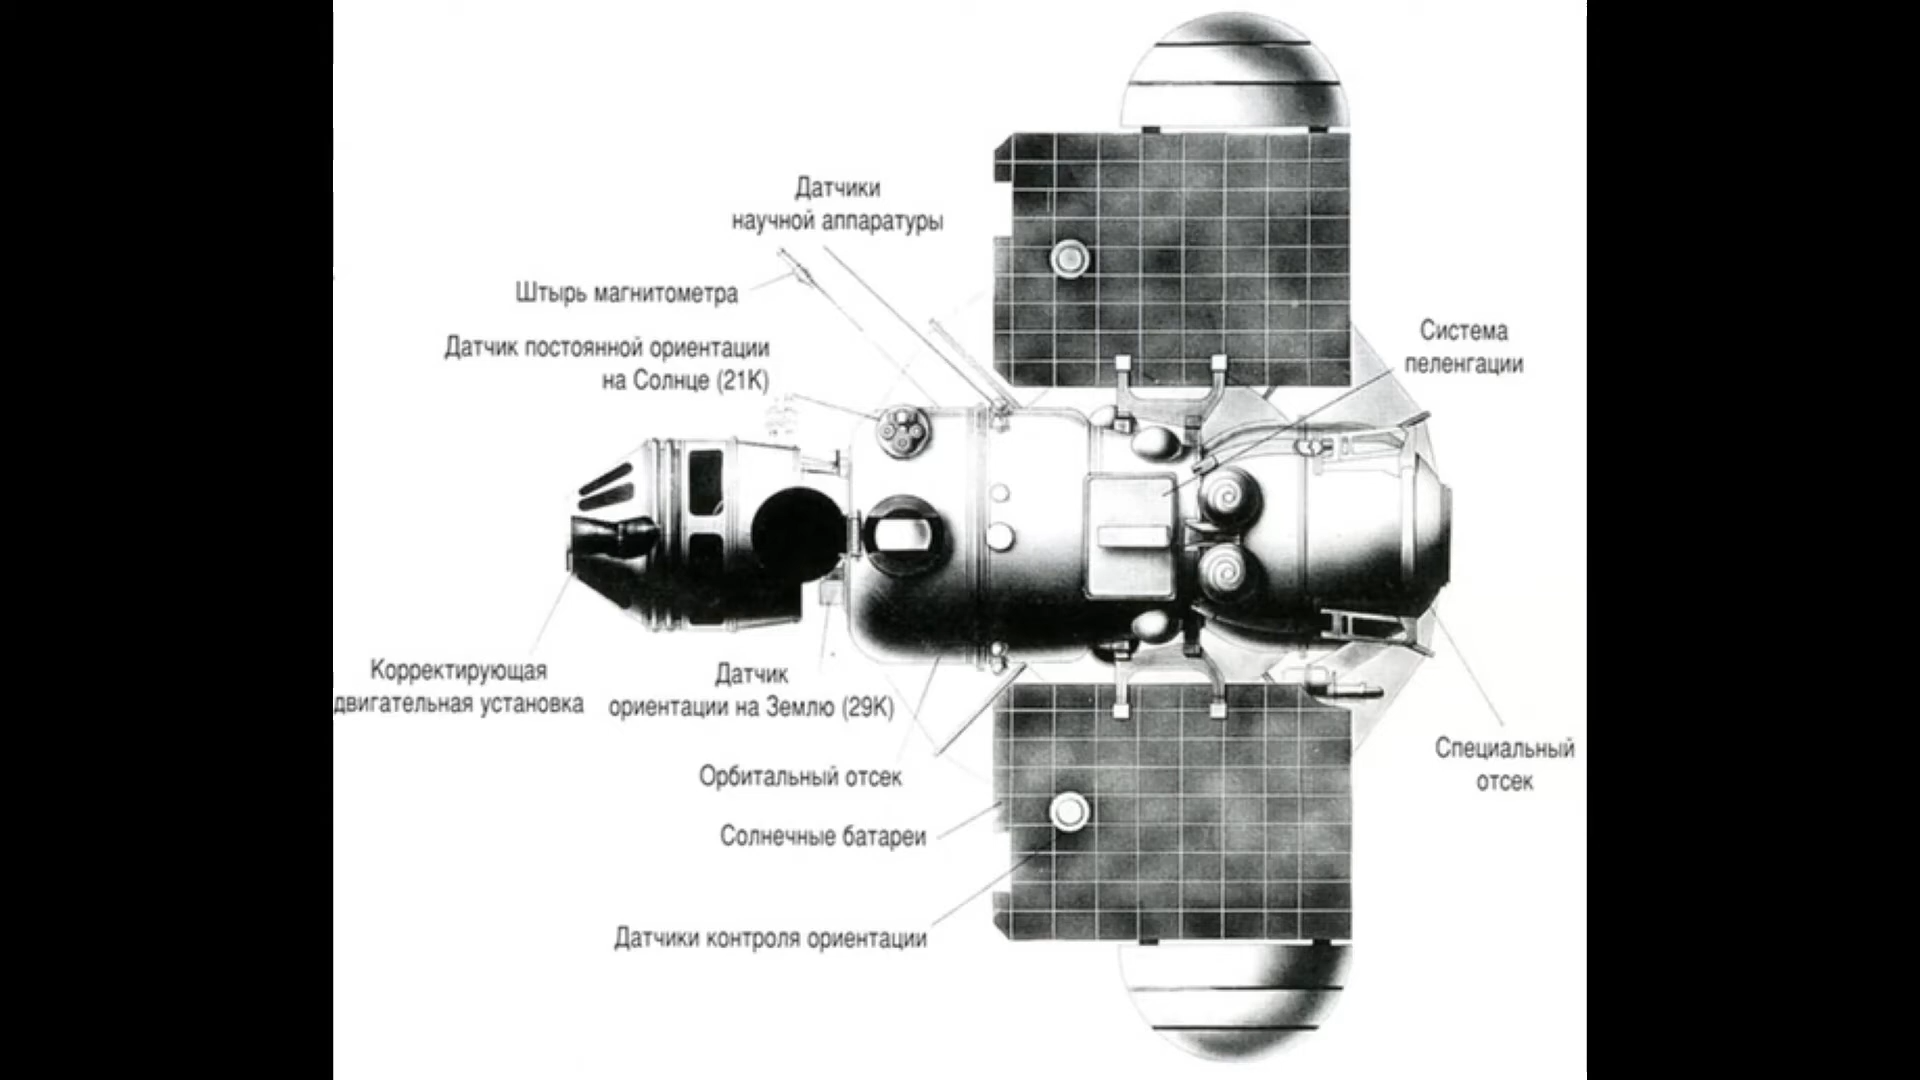 Датчики
научной аппаратуры
Штырь магнитометра
Датчик постоянной ориентации
на Солнце (21К)
Система
пеленгации
Корректирующая
двигательная установка
Датчик
ориентации на Землю (29К)
Орбитальный отсек
Солнечные батареи
Датчики контроля ориентации
Специальный
отсек